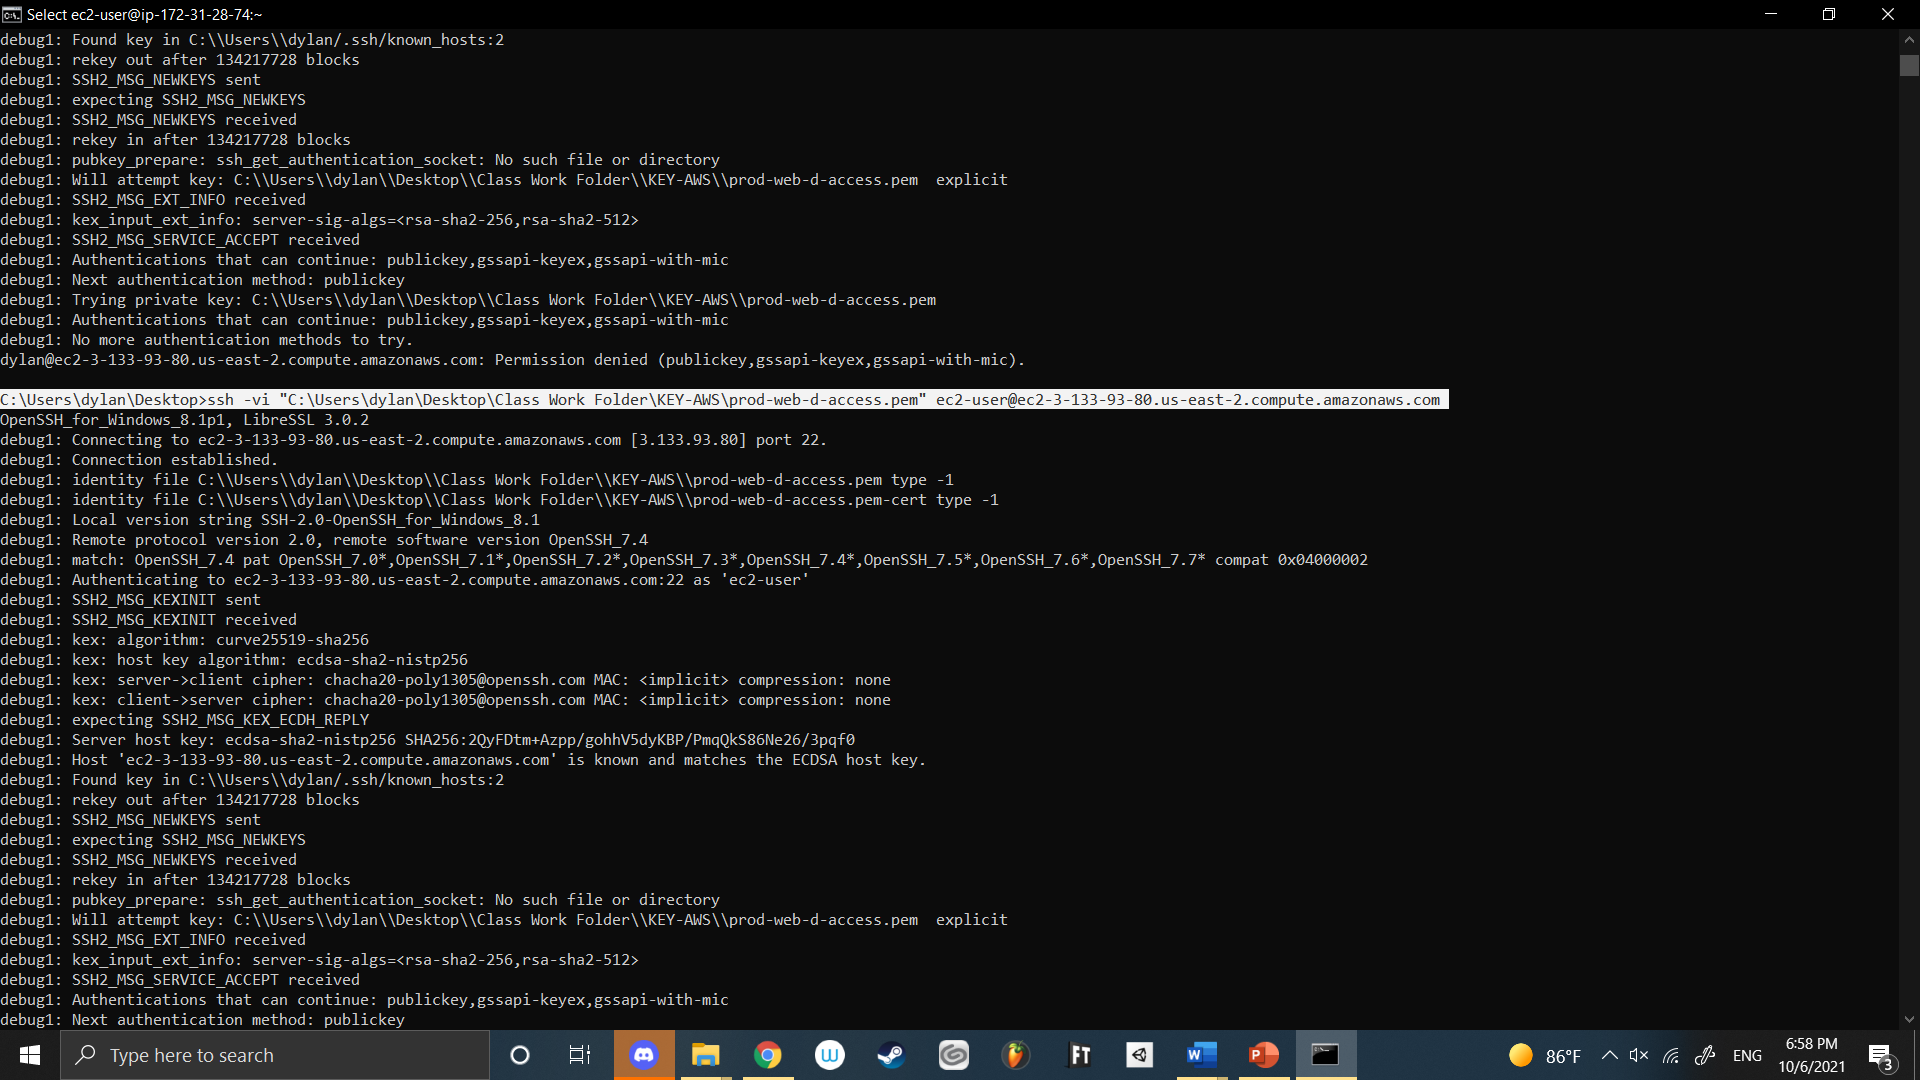 Select ec2-user@ip-172-31-28-74:~
debug1: Found key in C:\\Users\\dylan/.ssh/known_hosts:2
debug1: rekey out after 134217728 blocks
debug1: SSH2_MSG_NEWKEYS sent
debug1: expecting SSH2_MSG_NEWKEYS
debug1: SSH2_MSG_NEWKEYS received
debug1: rekey in after 134217728 blocks
debug1: pubkey_prepare: ssh_get_authentication_socket: No such file or directory
debug1: Will attempt key: C:\\Users\\dylan\\Desktop\\Class Work Folder\\KEY-AWS\\prod-web-d-access.pem  explicit
debug1: SSH2_MSG_EXT_INFO received
debug1: kex_input_ext_info: server-sig-algs=<rsa-sha2-256,rsa-sha2-512>
debug1: SSH2_MSG_SERVICE_ACCEPT received
debug1: Authentications that can continue: publickey,gssapi-keyex,gssapi-with-mic
debug1: Next authentication method: publickey
debug1: Trying private key: C:\\Users\\dylan\\Desktop\\Class Work Folder\\KEY-AWS\\prod-web-d-access.pem
debug1: Authentications that can continue: publickey,gssapi-keyex,gssapi-with-mic
debug1: No more authentication methods to try.
dylan@ec2-3-133-93-80.us-east-2.compute.amazonaws.com: Permission denied (publickey,gssapi-keyex,gssapi-with-mic).
C:\Users\dylan\Desktop>ssh -vi "C:\Users\dylan\Desktop\Class Work Folder\KEY-AWS\prod-web-d-access.pem" ec2-user@ec2-3-133-93-80.us-east-2.compute.amazonaws.com
OpenSSH_for_Windows_8.1p1, LibreSSL 3.0.2
debug1: Connecting to ec2-3-133-93-80.us-east-2.compute.amazonaws.com [3.133.93.80] port 22.
debug1: Connection established.
debug1: identity file C:\\Users\\dylan\\Desktop\\Class Work Folder\\KEY-AWS\\prod-web-d-access.pem type -1
debug1: identity file C:\\Users\\dylan\\Desktop\\Class Work Folder\\KEY-AWS\\prod-web-d-access.pem-cert type -1
debug1: Local version string SSH-2.0-OpenSSH_for_Windows_8.1
debug1: Remote protocol version 2.0, remote software version OpenSSH_7.4
debug1: match: OpenSSH_7.4 pat OpenSSH_7.0*,OpenSSH_7.1*,OpenSSH_7.2*,OpenSSH_7.3*,OpenSSH_7.4*,OpenSSH_7.5*,OpenSSH_7.6*,OpenSSH_7.7* compat 0x04000002
debug1: Authenticating to ec2-3-133-93-80.us-east-2.compute.amazonaws.com:22 as 'ec2-user'
debug1: SSH2_MSG_KEXINIT sent
debug1: SSH2_MSG_KEXINIT received
debug1: kex: algorithm: curve25519-sha256
debug1: kex: host key algorithm: ecdsa-sha2-nistp256
debug1: kex: server->client cipher: chacha20-poly1305@openssh.com MAC: <implicit> compression: none
debug1: kex: client->server cipher: chacha20-poly1305@openssh.com MAC: <implicit> compression: none
debug1: expecting SSH2_MSG_KEX_ECDH_REPLY
debug1: Server host key: ecdsa-sha2-nistp256 SHA256:2QyFDtm+Azpp/gohhV5dyKBP/PmqQkS86Ne26/3pqf0
debug1: Host 'ec2-3-133-93-80.us-east-2.compute.amazonaws.com' is known and matches the ECDSA host key.
debug1: Found key in C:\\Users\\dylan/.ssh/known_hosts:2
debug1: rekey out after 134217728 blocks
debug1: SSH2_MSG_NEWKEYS sent
debug1: expecting SSH2_MSG_NEWKEYS
debug1: SSH2_MSG_NEWKEYS received
debug1: rekey in after 134217728 blocks
debug1: pubkey_prepare: ssh_get_authentication_socket: No such file or directory
debug1: Will attempt key: C:\\Users\\dylan\\Desktop\\Class Work Folder\\KEY-AWS\\prod-web-d-access.pem  explicit
debug1: SSH2_MSG_EXT_INFO received
debug1: kex_input_ext_info: server-sig-algs=<rsa-sha2-256,rsa-sha2-512>
debug1: SSH2_MSG_SERVICE_ACCEPT received
debug1: Authentications that can continue: publickey,gssapi-keyex,gssapi-with-mic
debug1: Next authentication method: publickey
Type here to search
FT
86°F
ENG
6:58 PM
10/6/2021
3